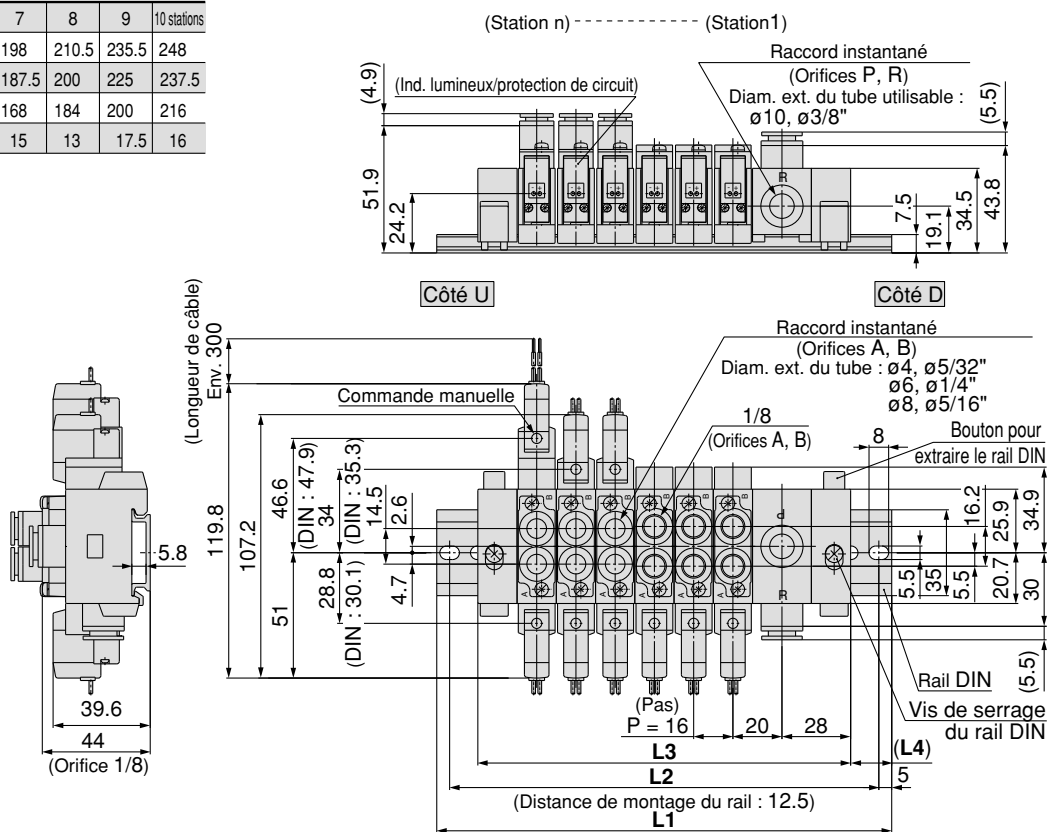 7 8 9 10 stations
198 210.5 235.5 248
187.5 200 225 237.5
168 184 200 216
15 13 17.5 16
(Station n) (Station1)
Raccord instantané
(Orifices P, R)
Diam. ext. du tube utilisable :
ø10, ø3/8"
(Ind. lumineux/protection de circuit)
(4.9)
51.9
24.2
R
(5.5)
7.5
19.1
34.5
43.8
Côté U
Côté D
(Longueur de câble)
Env. 300
Commande manuelle
Raccord instantané
(Orifices A, B)
Diam. ext. du tube : ø4, ø5/32"
ø6, ø1/4"
ø8, ø5/16"
1/8
(Orifices A, B)
8
Bouton pour
extraire le rail DIN
119.8
107.2
46.6
(DIN : 47.9)
34
(DIN : 35.3)
14.5
2.6
51
28.8
(DIN : 30.1)
4.7
B B B B B B
A A A A A A
P
R
16.2
25.9
34.9
5.5
35
5.5
20.7
30
(5.5)
5.8
39.6
44
(Orifice 1/8)
Rail DIN
Vis de serrage
du rail DIN
(Pas)
P = 16
20
28
L3
(L4)
L2
5
(Distance de montage du rail : 12.5)
L1